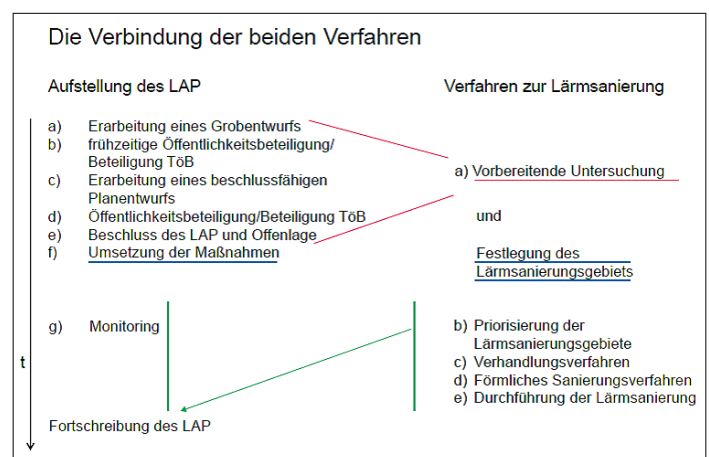 Die Verbindung der beiden Verfahren
Aufstellung des LAP
a) Erarbeitung eines Grobentwurfs
b) frühzeitige Öffentlichkeitsbeteiligung/
Beteiligung TöB
c) Erarbeitung eines beschlussfähigen
Planentwurfs
d) Öffentlichkeitsbeteiligung/Beteiligung TöB
e) Beschluss des LAP und Offenlage
f) Umsetzung der Maßnahmen
g) Monitoring
t
Fortschreibung des LAP
Verfahren zur Lärmsanierung
a) Vorbereitende Untersuchung
und
Festlegung des
Lärmsanierungsgebiets
b) Priorisierung der
Lärmsanierungsgebiete
c) Verhandlungsverfahren
d) Förmliches Sanierungsverfahren
e) Durchführung der Lärmsanierung